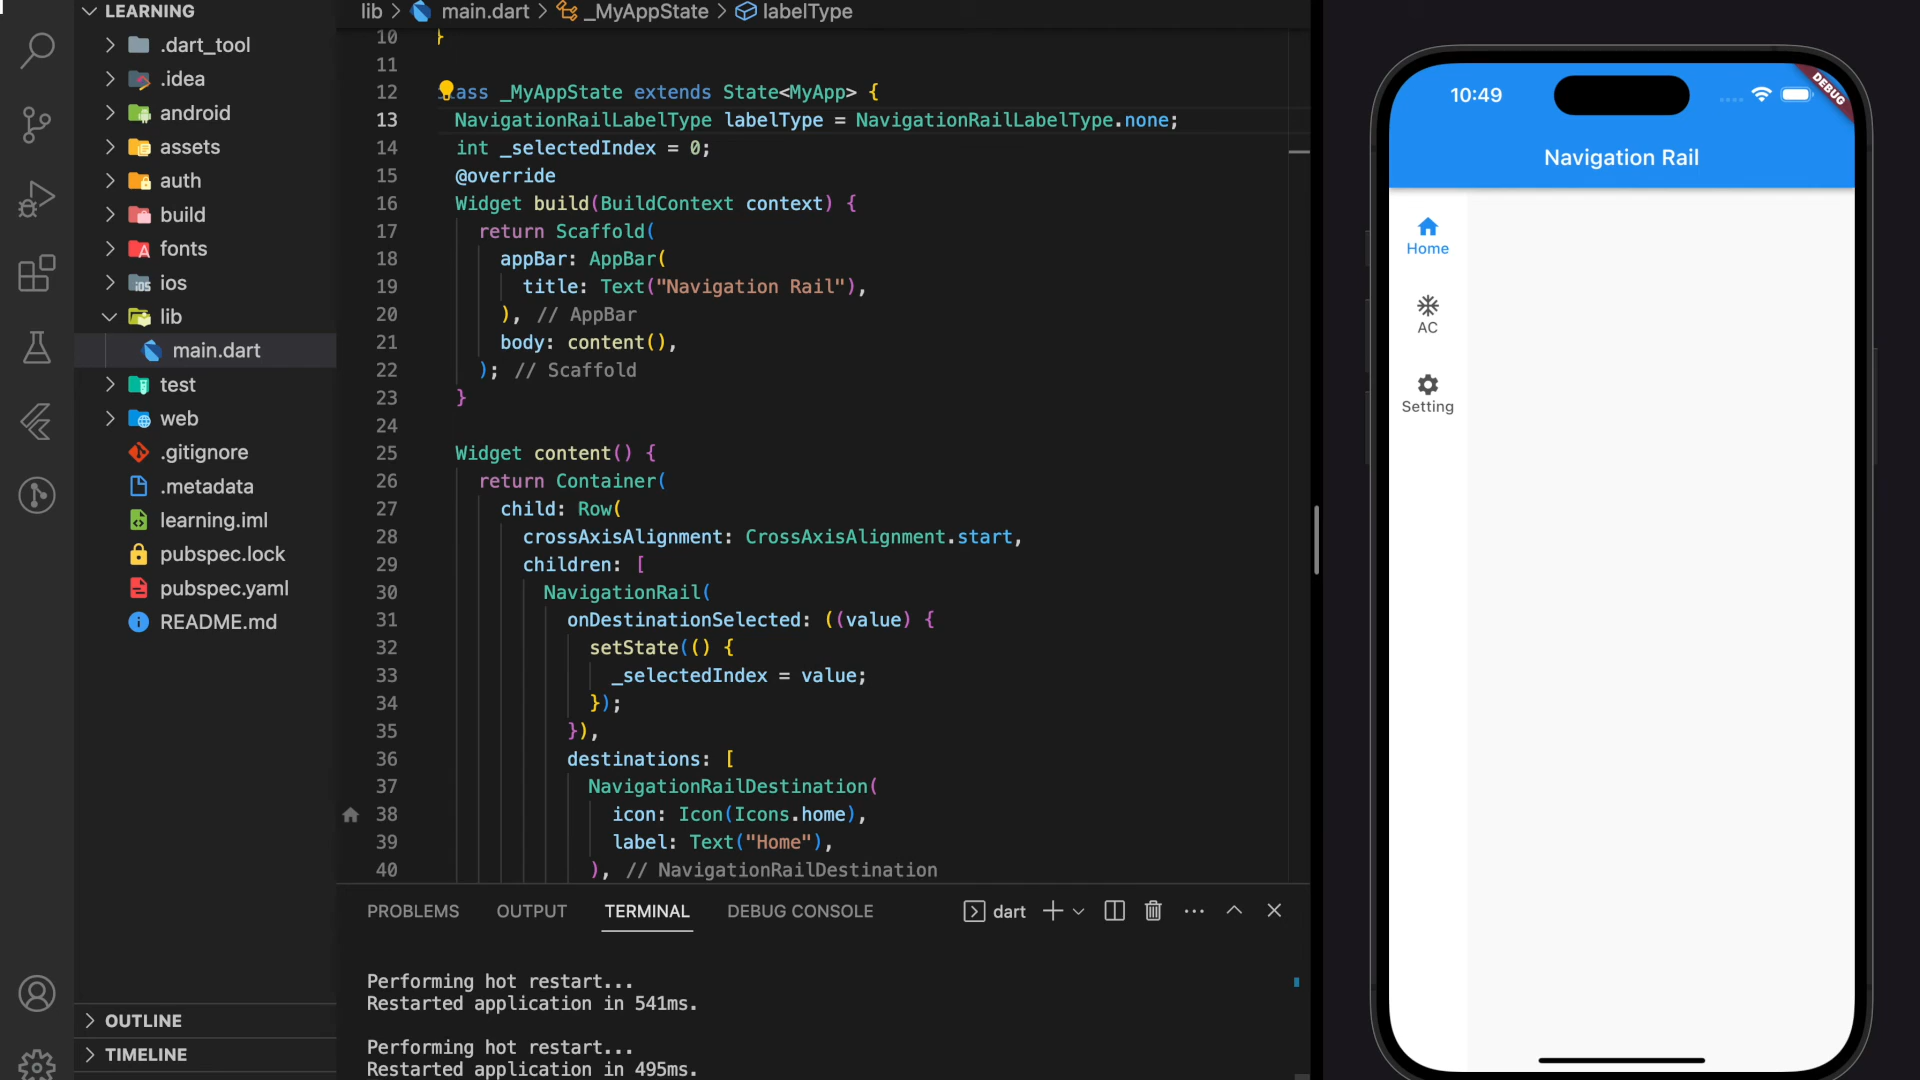 LEARNING
.dart_tool
.idea
android
assets
auth
build
fonts
ios
lib
main.dart
test
web
.gitignore
.metadata
learning.iml
pubspec.lock
pubspec.yaml
README.md
OUTLINE
TIMELINE
lib > main.dart > _MyAppState > labelType
10 }
11
12 ass _MyAppState extends State<MyApp> {
13 NavigationRailLabelType labelType = NavigationRailLabelType.none;
14 int _selectedIndex = 0;
15 @override
16 Widget build(BuildContext context) {
17 return Scaffold(
18 appBar: AppBar(
19 title: Text("Navigation Rail"),
20 ), // AppBar
21 body: content(),
22 ); // Scaffold
23 }
24
25 Widget content() {
26 return Container(
27 child: Row(
28 crossAxisAlignment: CrossAxisAlignment.start,
29 children: [
30 NavigationRail(
31 onDestinationSelected: ((value) {
32 setState(() {
33 _selectedIndex = value;
34 });
35 }),
36 destinations: [
37 NavigationRailDestination(
38 icon: Icon(Icons.home),
39 label: Text("Home"),
40 ), // NavigationRailDestination
PROBLEMS OUTPUT TERMINAL DEBUG CONSOLE dart
Performing hot restart...
Restarted application in 541ms.
Performing hot restart...
Restarted application in 495ms.
10:49
DEBUG
Navigation Rail
Home
AC
Setting